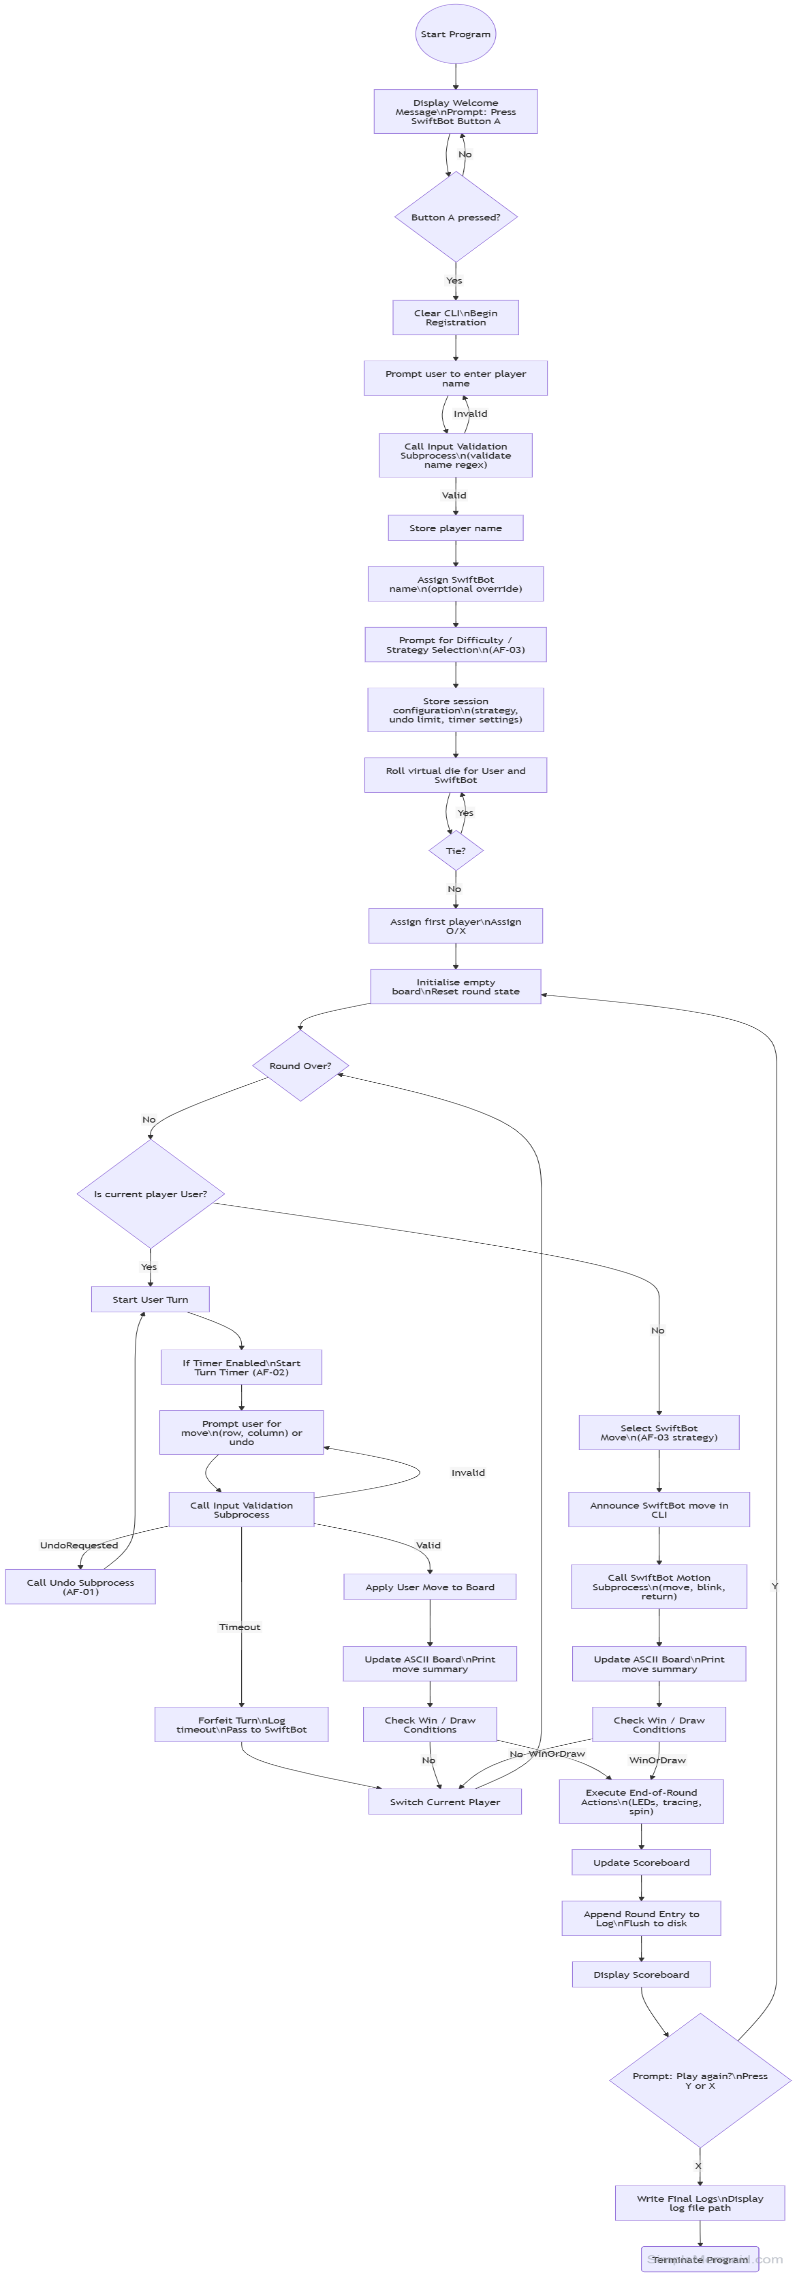 Start Program
Display Welcome
Message\nPrompt: Press
SwiftBot Button A
No
Button A pressed?
Yes
Clear CLI\nBegin
Registration
Prompt user to enter player
name
Invalid
Call Input Validation
Subprocess\n(validate
name regex)
Valid
Store player name
Assign SwiftBot
name\n(optional override)
Prompt for Difficulty /
Strategy Selection\n(AF-03)
Store session
configuration\n(strategy,
undo limit, timer settings)
Roll virtual die for User and
SwiftBot
Yes
Tie?
No
Assign first player\nAssign
O/X
Initialise empty
board\nReset round state
Round Over?
No
Is current player User?
Yes
Start User Turn
No
If Timer Enabled\nStart
Turn Timer (AF-02)
Prompt user for
move\n(row, column) or
undo
Select SwiftBot
Move\n(AF-03 strategy)
Invalid
Call Input Validation
Subprocess
Announce SwiftBot move in
CLI
UndoRequested
Valid
Call Undo Subprocess
(AF-01)
Apply User Move to Board
Call SwiftBot Motion
Subprocess\n(move, blink,
return)
Y
Timeout
Update ASCII Board\nPrint
move summary
Update ASCII Board\nPrint
move summary
Forfeit Turn\nLog
timeout\nPass to SwiftBot
Check Win / Draw
Conditions
Check Win / Draw
Conditions
No
No
WinOrDraw
WinOrDraw
Switch Current Player
Execute End-of-Round
Actions\n(LEDs, tracing,
spin)
Update Scoreboard
Append Round Entry to
Log\nFlush to disk
Display Scoreboard
Prompt: Play again?\nPress
Y or X
X
Write Final Logs\nDisplay
log file path
Terminate Program